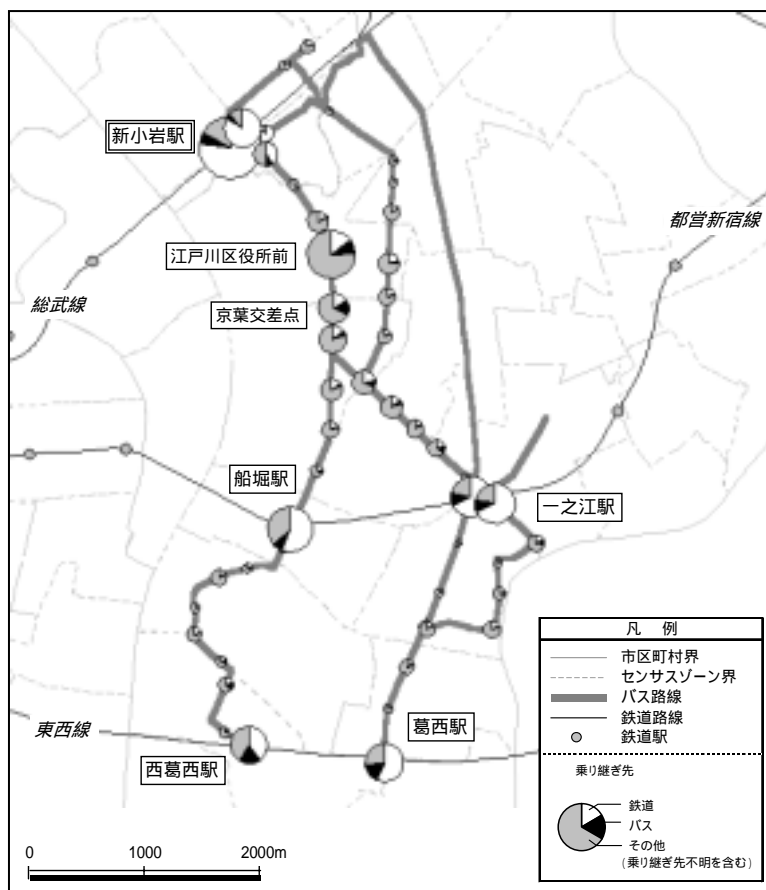 新小岩駅
都営新宿線
江戸川区役所前
総武線
京葉交差点
船堀駅
一之江駅
東西線
西葛西駅
葛西駅
0 1000 2000m
凡 例
市区町村界
センサスゾーン界
バス路線
鉄道路線
鉄道駅
乗り継ぎ先
鉄道
バス
その他
(乗り継ぎ先不明を含む)